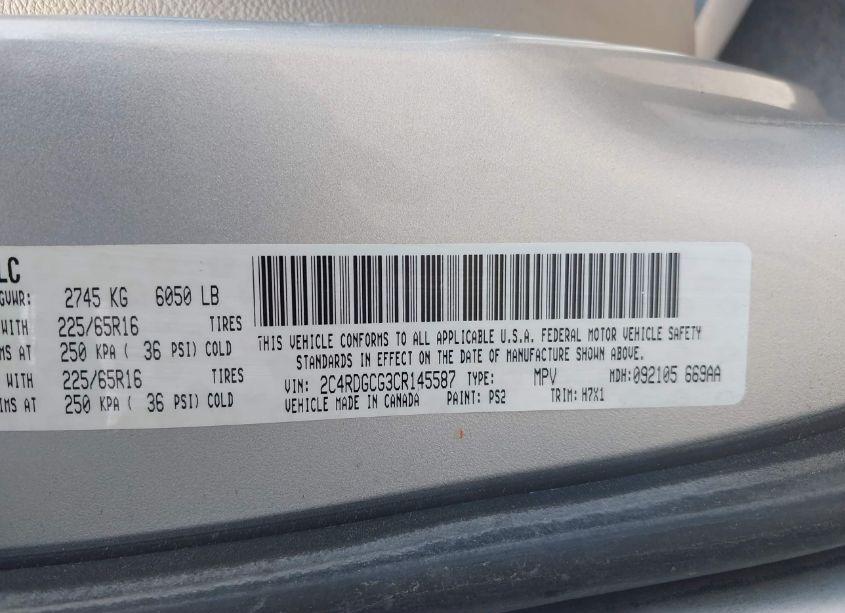 LC
GVWR: 2745 KG 6050 LB
WITH 225/65R16 TIRES
MS AT 250 KPA ( 36 PSI) COLD
WITH 225/65R16 TIRES
IMS AT 250 KPA ( 36 PSI) COLD
THIS VEHICLE CONFORMS TO ALL APPLICABLE U.S.A. FEDERAL MOTOR VEHICLE SAFETY
STANDARDS IN EFFECT ON THE DATE OF MANUFACTURE SHOWN ABOVE.
VIN: 2C4RDGCG3CR145587 TYPE: MPV MDH:092105 669AA
VEHICLE MADE IN CANADA PAINT: PS2 TRIM: H7X1